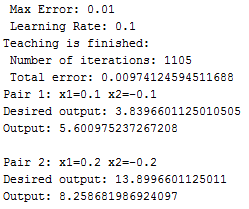 Max Error: 0.01
Learning Rate: 0.1
Teaching is finished:
Number of iterations: 1105
Total error: 0.00974124594511688
Pair 1: x1=0.1 x2=-0.1
Desired output: 3.8396601125010505
Output: 5.600975237267208
Pair 2: x1=0.2 x2=-0.2
Desired output: 13.8996601125011
Output: 8.258681986924097